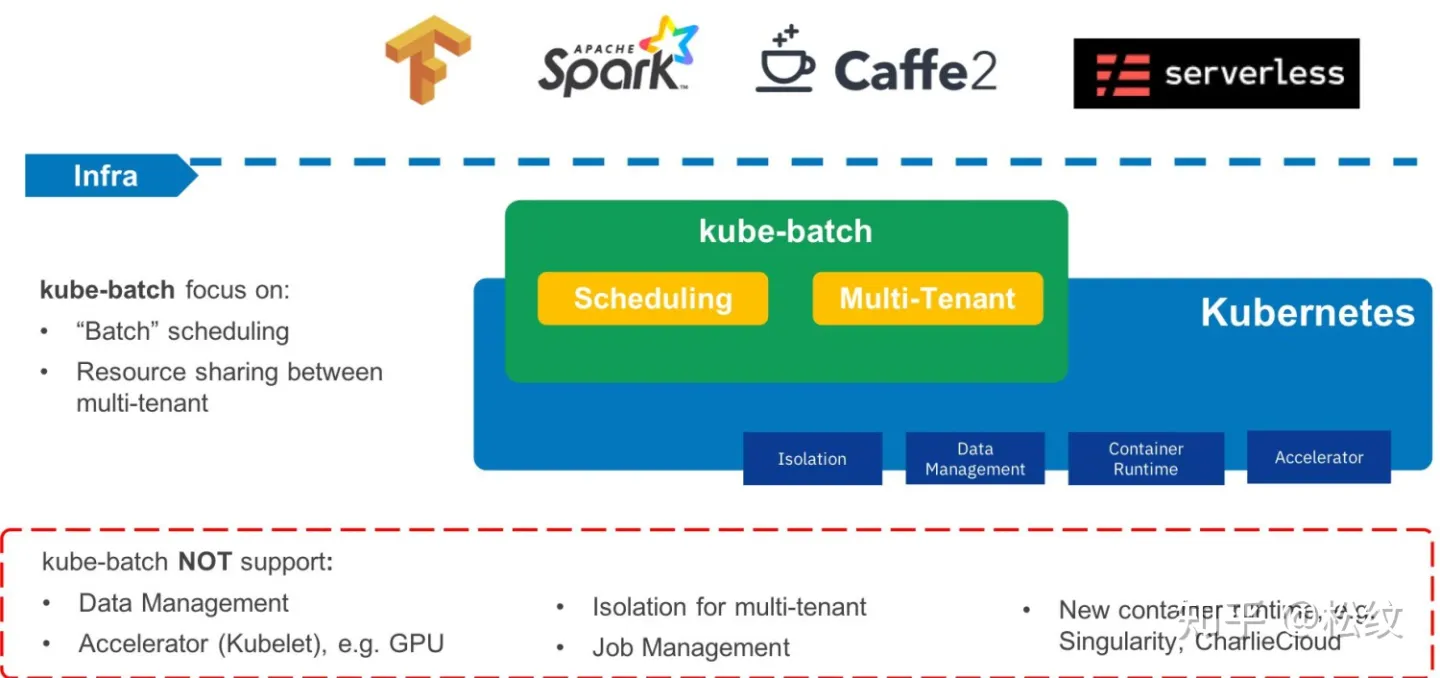 APACHE
Spark™
Caffe2
serverless
Infra
kube-batch
Scheduling
Multi-Tenant
Kubernetes
kube-batch focus on:
• “Batch” scheduling
• Resource sharing between
multi-tenant
Isolation
Data
Management
Container
Runtime
Accelerator
kube-batch NOT support:
• Data Management
• Accelerator (Kubelet), e.g. GPU
• Isolation for multi-tenant
• Job Management
• New container runtime, e.g.
Singularity, CharlieCloud
知乎 @松纹